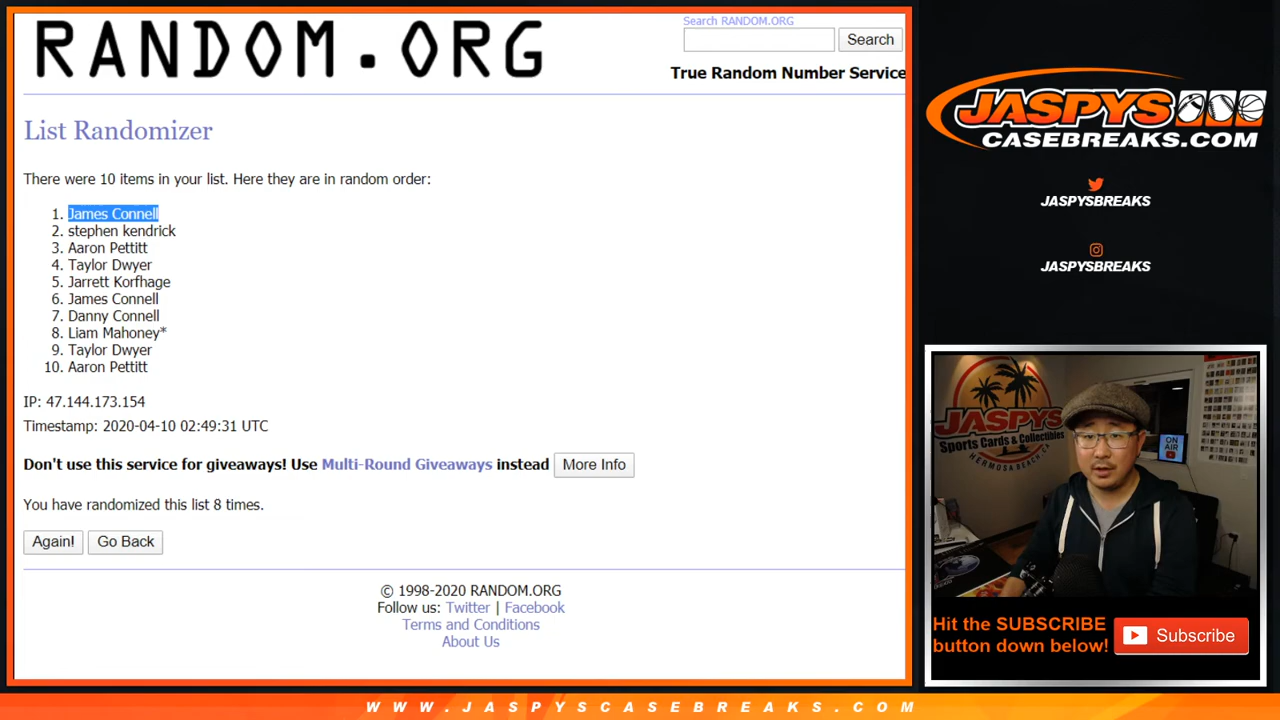 RANDOM.ORG
Search RANDOM.ORG
Search
True Random Number Service
List Randomizer
There were 10 items in your list. Here they are in random order:
1. James Connell
2. stephen kendrick
3. Aaron Pettitt
4. Taylor Dwyer
5. Jarrett Korfhage
6. James Connell
7. Danny Connell
8. Liam Mahoney*
9. Taylor Dwyer
10. Aaron Pettitt
IP: 47.144.173.154
Timestamp: 2020-04-10 02:49:31 UTC
Don't use this service for giveaways! Use Multi-Round Giveaways instead More Info
You have randomized this list 8 times.
Again! Go Back
© 1998-2020 RANDOM.ORG
Follow us: Twitter | Facebook
Terms and Conditions
About Us
JASPYS
CASEBREAKS.COM
JASPYSBREAKS
JASPYSBREAKS
JASPYS
Sports Cards & Collectibles
HERMOSA BEACH, CA
ON AIR
Hit the SUBSCRIBE
button down below!
Subscribe
WWW.JASPYSCASEBREAKS.COM